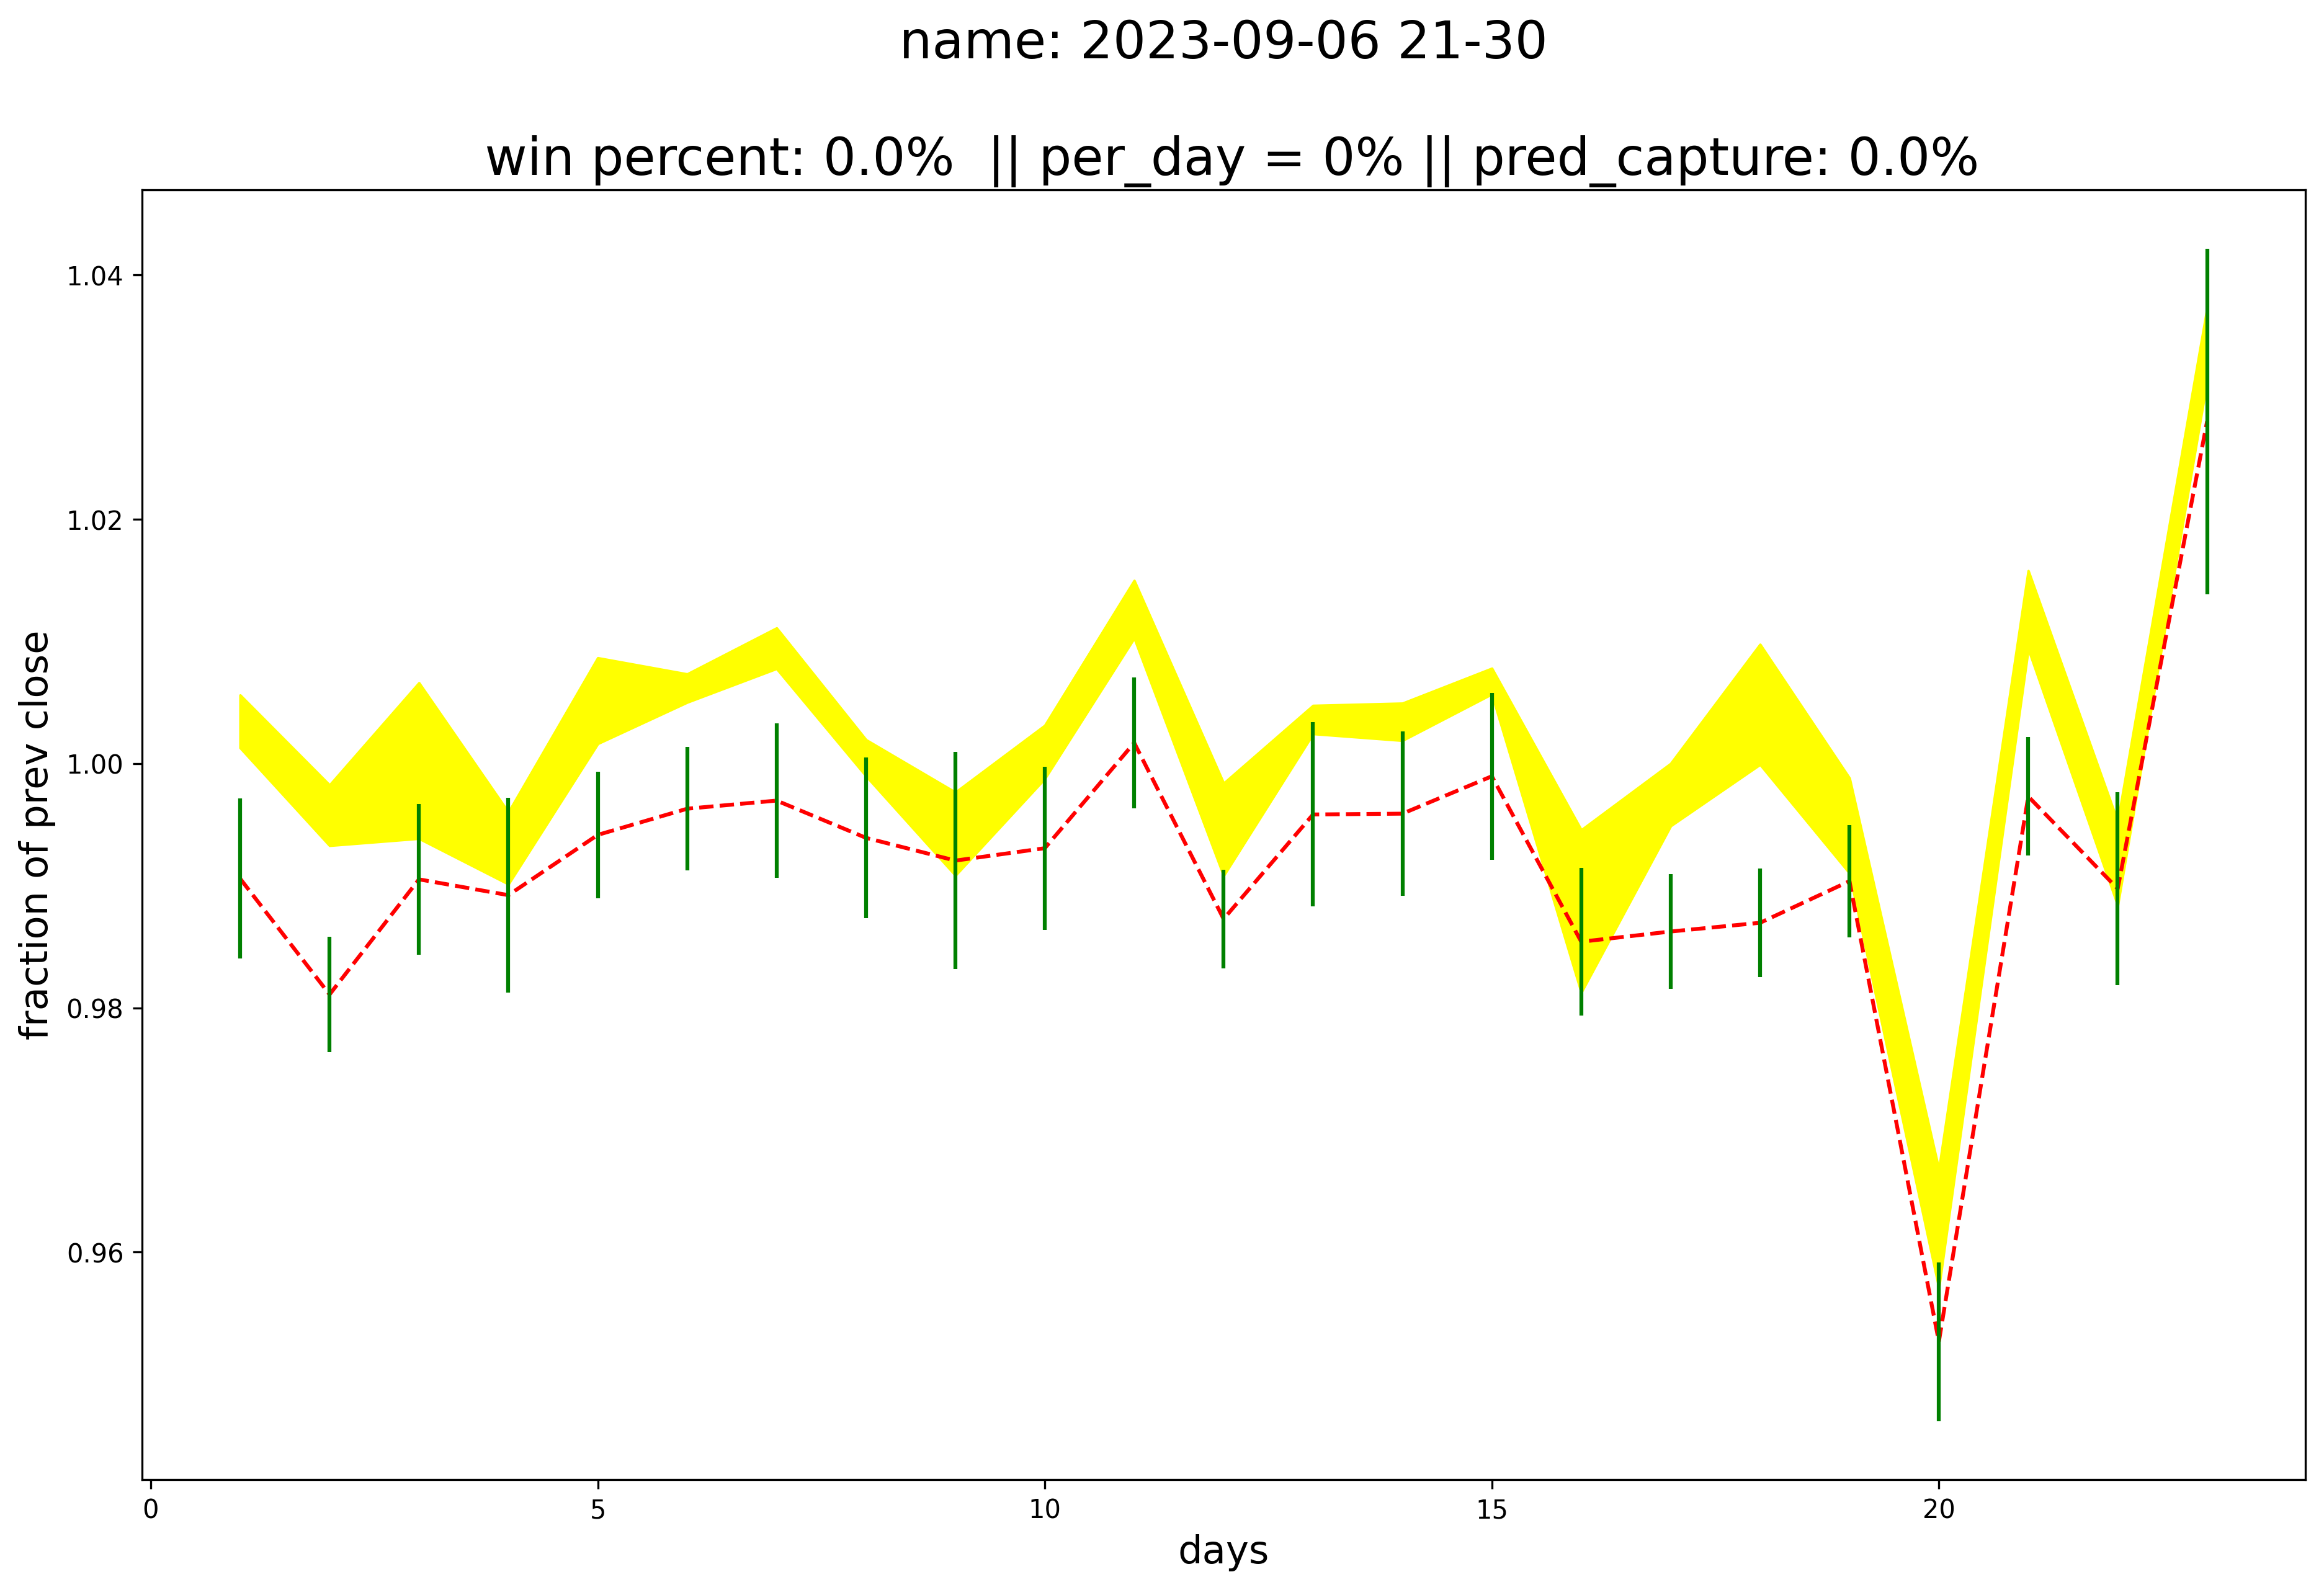 name: 2023-09-06 21-30
win percent: 0.0%  || per_day = 0% || pred_capture: 0.0%
fraction of prev close
1.04
1.02
1.00
0.98
0.96
0
5
10
15
20
days